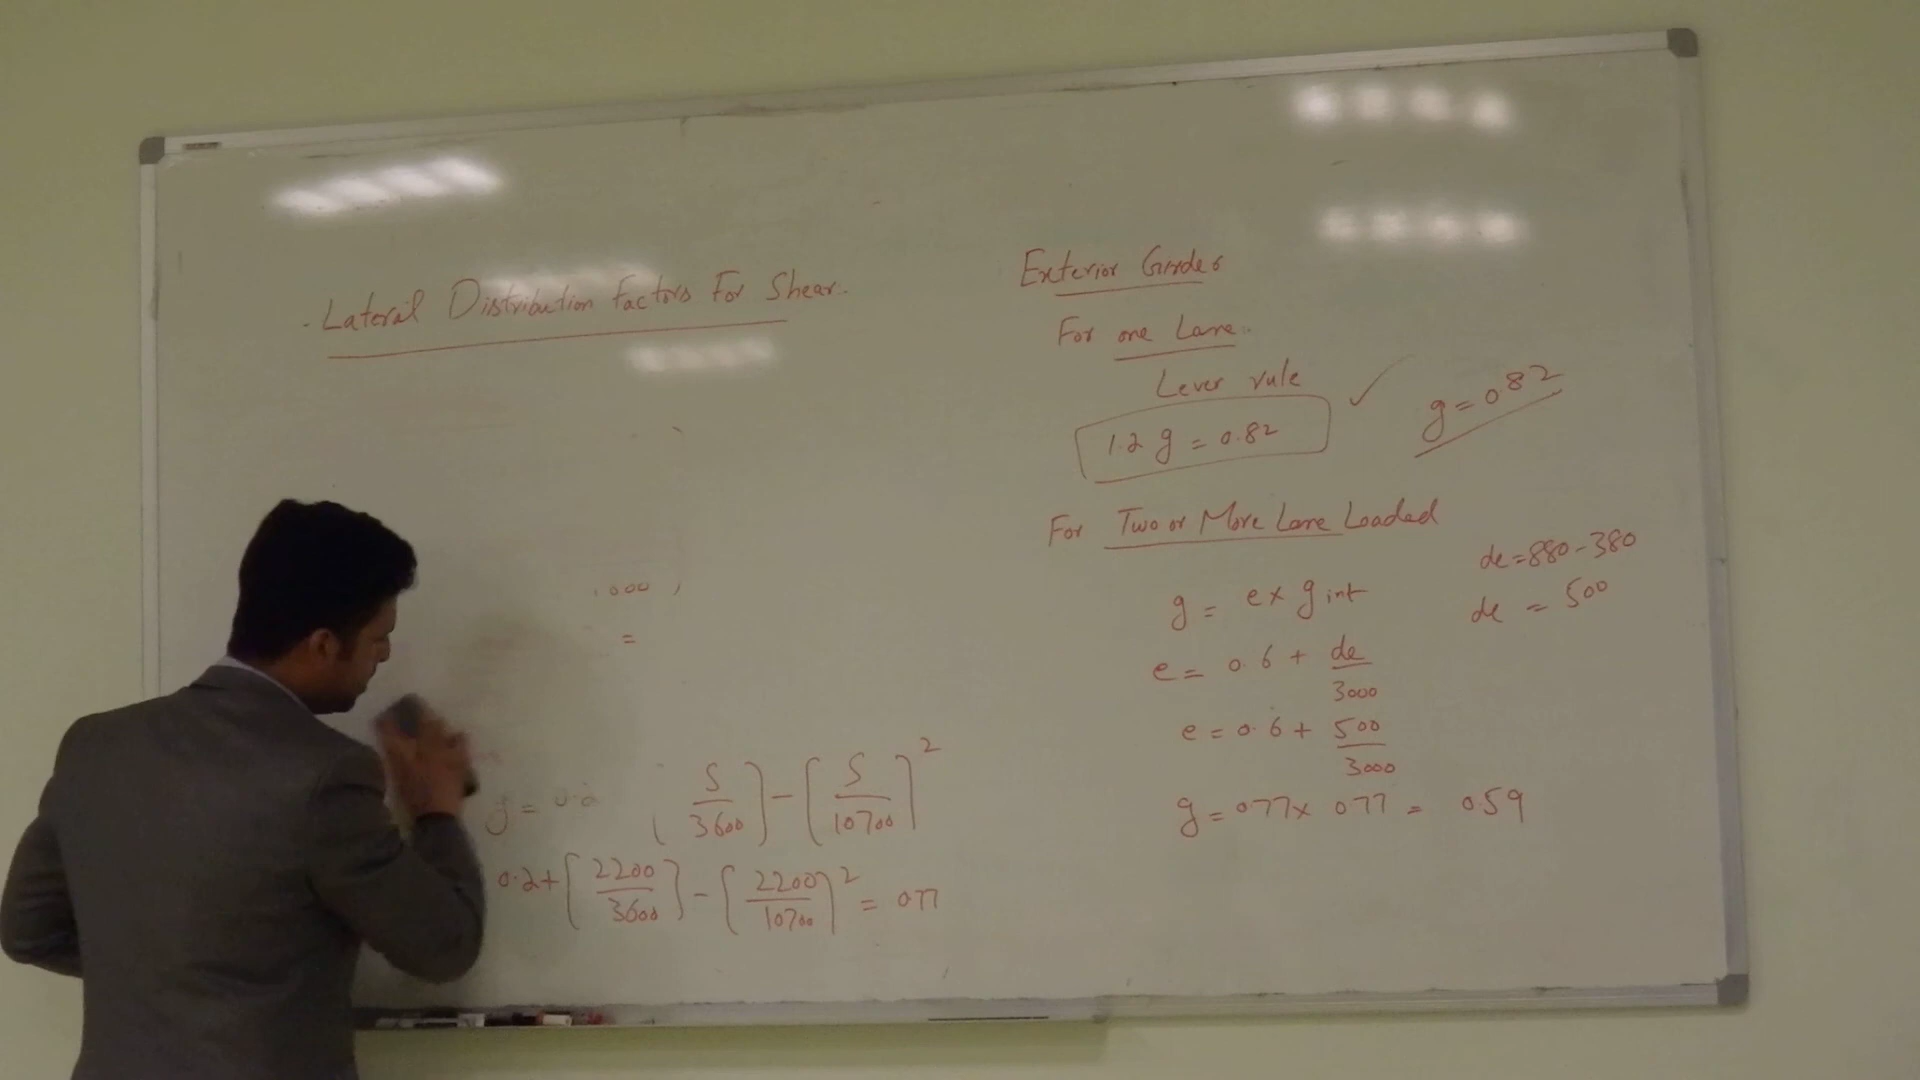 Lateral Distribution Factors For Shear.
000
=
g = 0.2 ( S/3600 ) - ( S/10700 )²
0.2 + ( 2200/3600 ) - ( 2200/10700 )² = 0.77
Exterior Girder
For one Lane.
Lever rule
1.2 g = 0.82 ✓
g = 0.82
For Two or More Lane Loaded
de = 880 - 380
de = 500
g = e x g int
e = 0.6 + de/3000
e = 0.6 + 500/3000
g = 0.77 x 0.77 = 0.59